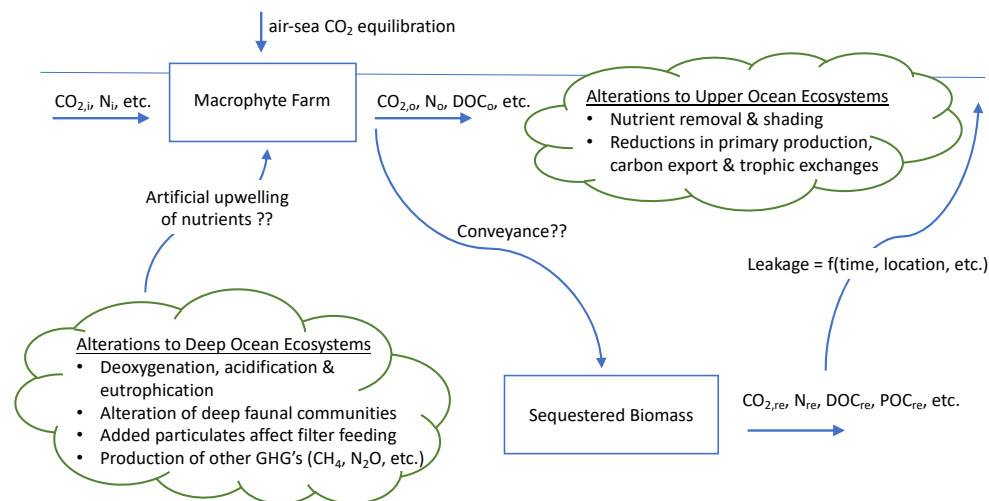 air-sea CO₂ equilibration
CO₂,ᵢ, Nᵢ, etc.
Macrophyte Farm
CO₂,ₒ, Nₒ, DOCₒ, etc.
Alterations to Upper Ocean Ecosystems
• Nutrient removal & shading
• Reductions in primary production,
carbon export & trophic exchanges
Artificial upwelling
of nutrients ??
Conveyance??
Leakage = f(time, location, etc.)
Alterations to Deep Ocean Ecosystems
• Deoxygenation, acidification &
eutrophication
• Alteration of deep faunal communities
• Added particulates affect filter feeding
• Production of other GHG's (CH₄, N₂O, etc.)
Sequestered Biomass
CO₂,ᵣₑ, Nᵣₑ, DOCᵣₑ, POCᵣₑ, etc.